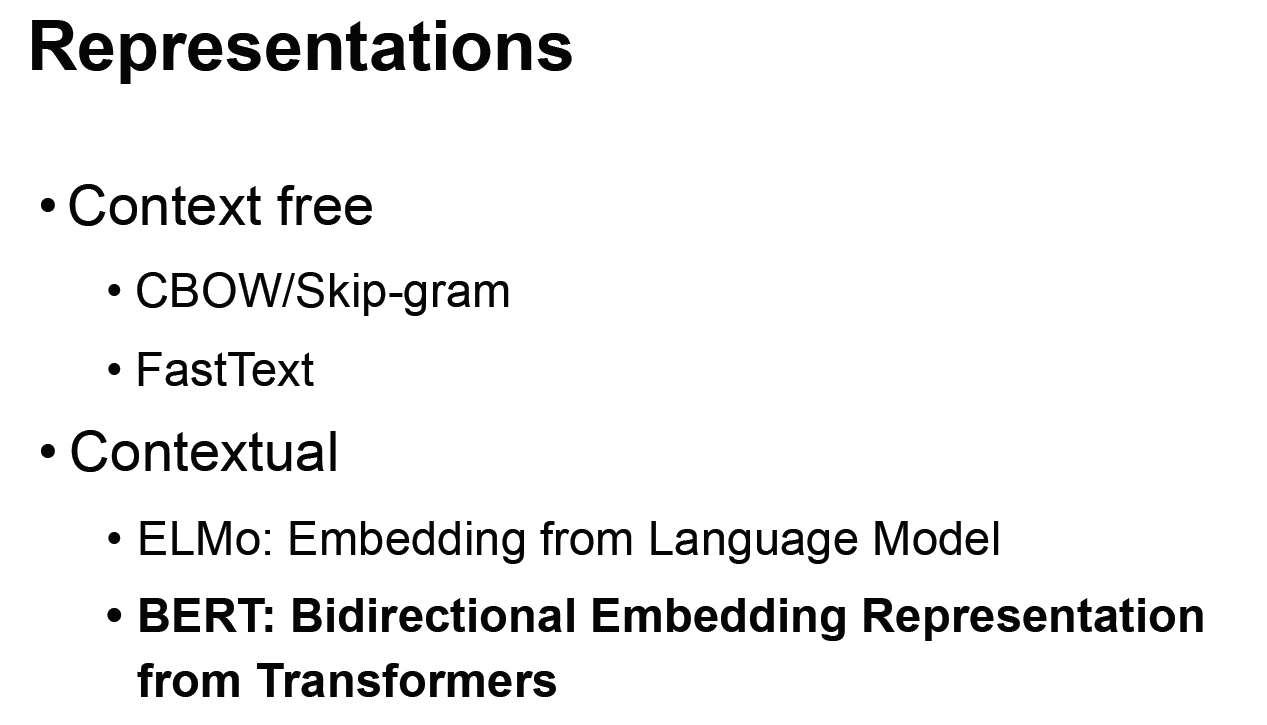 Representations
• Context free
• CBOW/Skip-gram
• FastText
• Contextual
• ELMo: Embedding from Language Model
• BERT: Bidirectional Embedding Representation
from Transformers